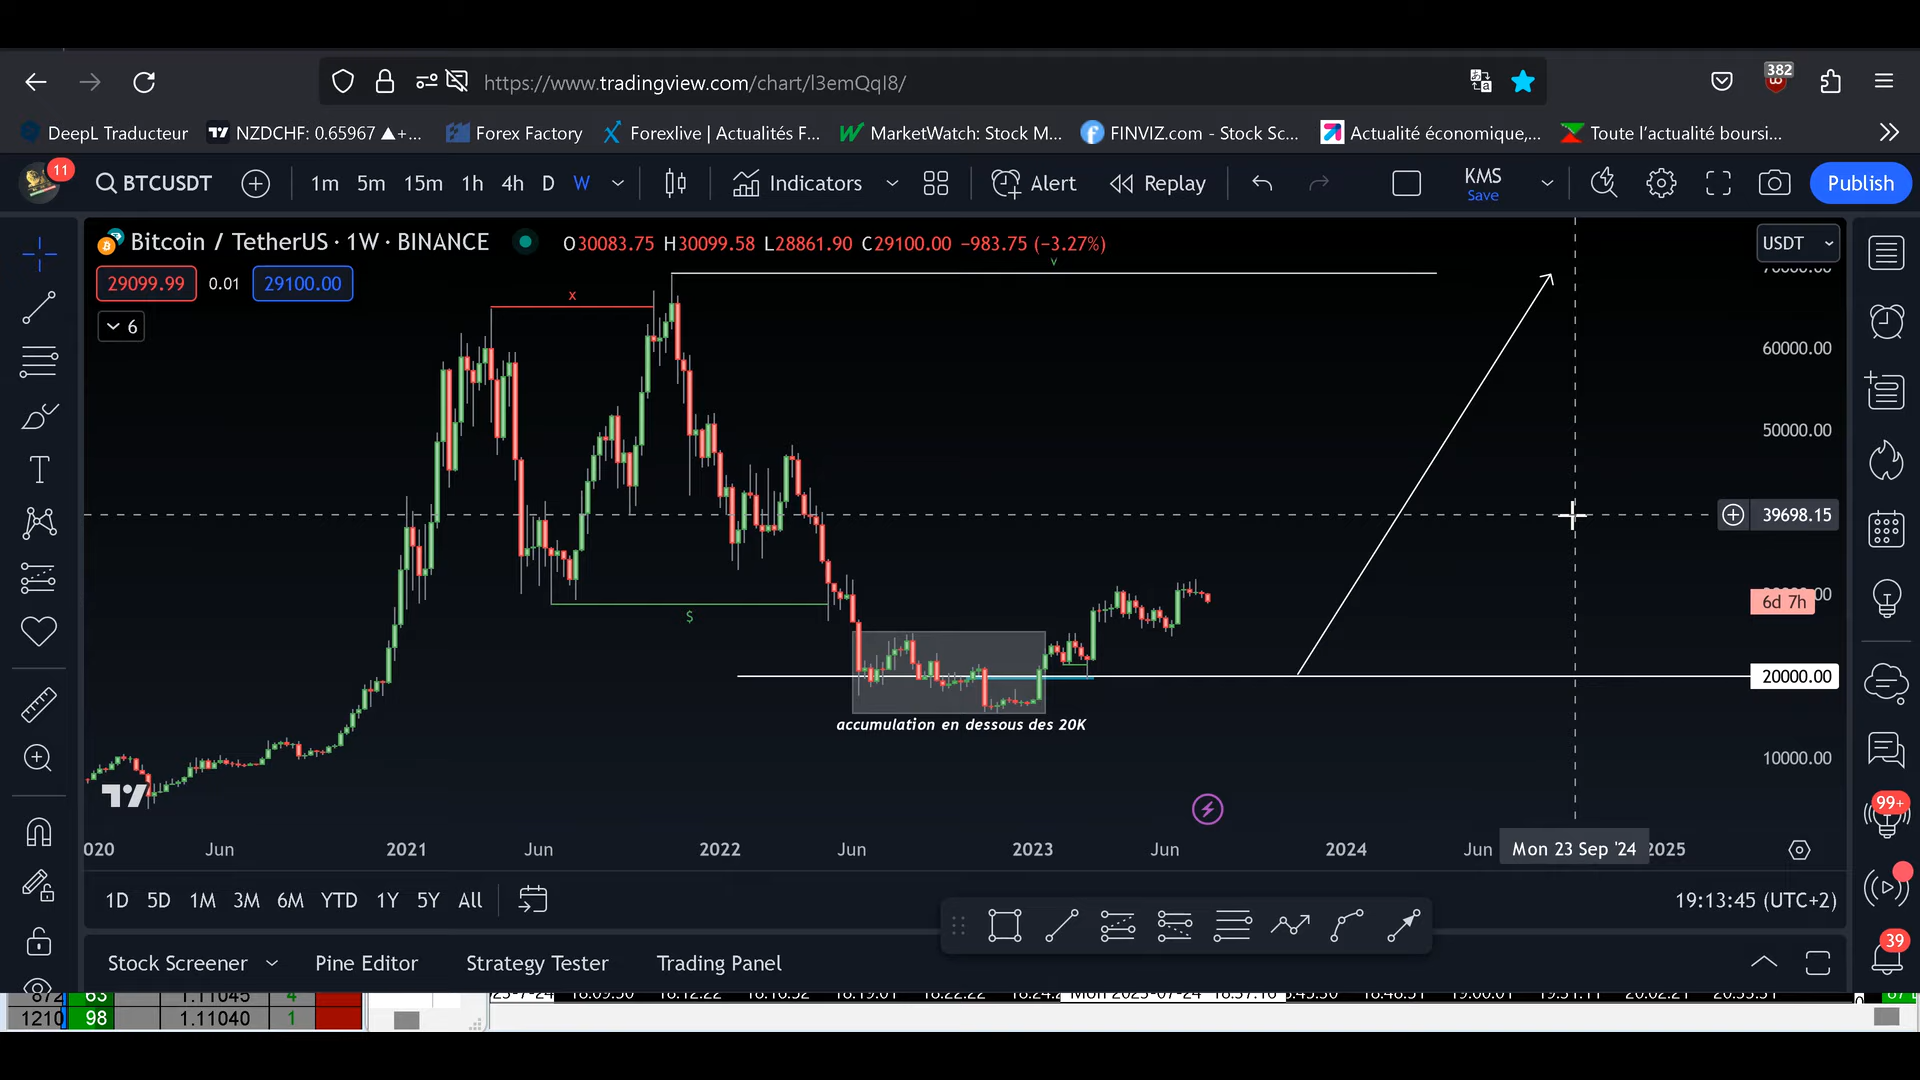 382
https://www.tradingview.com/chart/l3emQqI8/
DeepL Traducteur NZDCHF: 0.65967 ▲+... Forex Factory Forexlive | Actualités F... MarketWatch: Stock M... FINVIZ.com - Stock Sc... Actualité économique,... Toute l'actualité boursi...
11 BTCUSDT 1m 5m 15m 1h 4h D W Indicators Alert Replay KMS Save Publish
Bitcoin / TetherUS · 1W · BINANCE O30083.75 H30099.58 L28861.90 C29100.00 −983.75 (−3.27%) USDT
v
29099.99 0.01 29100.00
x
6
60000.00
50000.00
39698.15
6d 7h
$
20000.00
accumulation en dessous des 20K
10000.00
99+
020 Jun 2021 Jun 2022 Jun 2023 Jun 2024 Jun Mon 23 Sep '24 2025
1D 5D 1M 3M 6M YTD 1Y 5Y All 19:13:45 (UTC+2)
39
Stock Screener Pine Editor Strategy Tester Trading Panel
872 63 1.11045 4
1210 98 1.11040 1